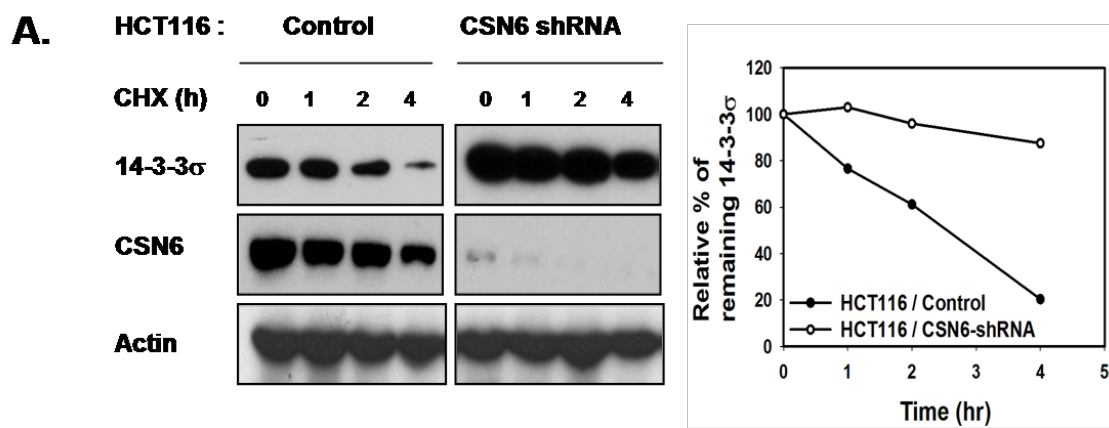 A.
HCT116 : Control CSN6 shRNA
CHX (h) 0 1 2 4 0 1 2 4
14-3-3σ
CSN6
Actin
Relative % of
remaining 14-3-3σ
120
100
80
60
40
20
0
HCT116 / Control
HCT116 / CSN6-shRNA
0 1 2 3 4 5
Time (hr)